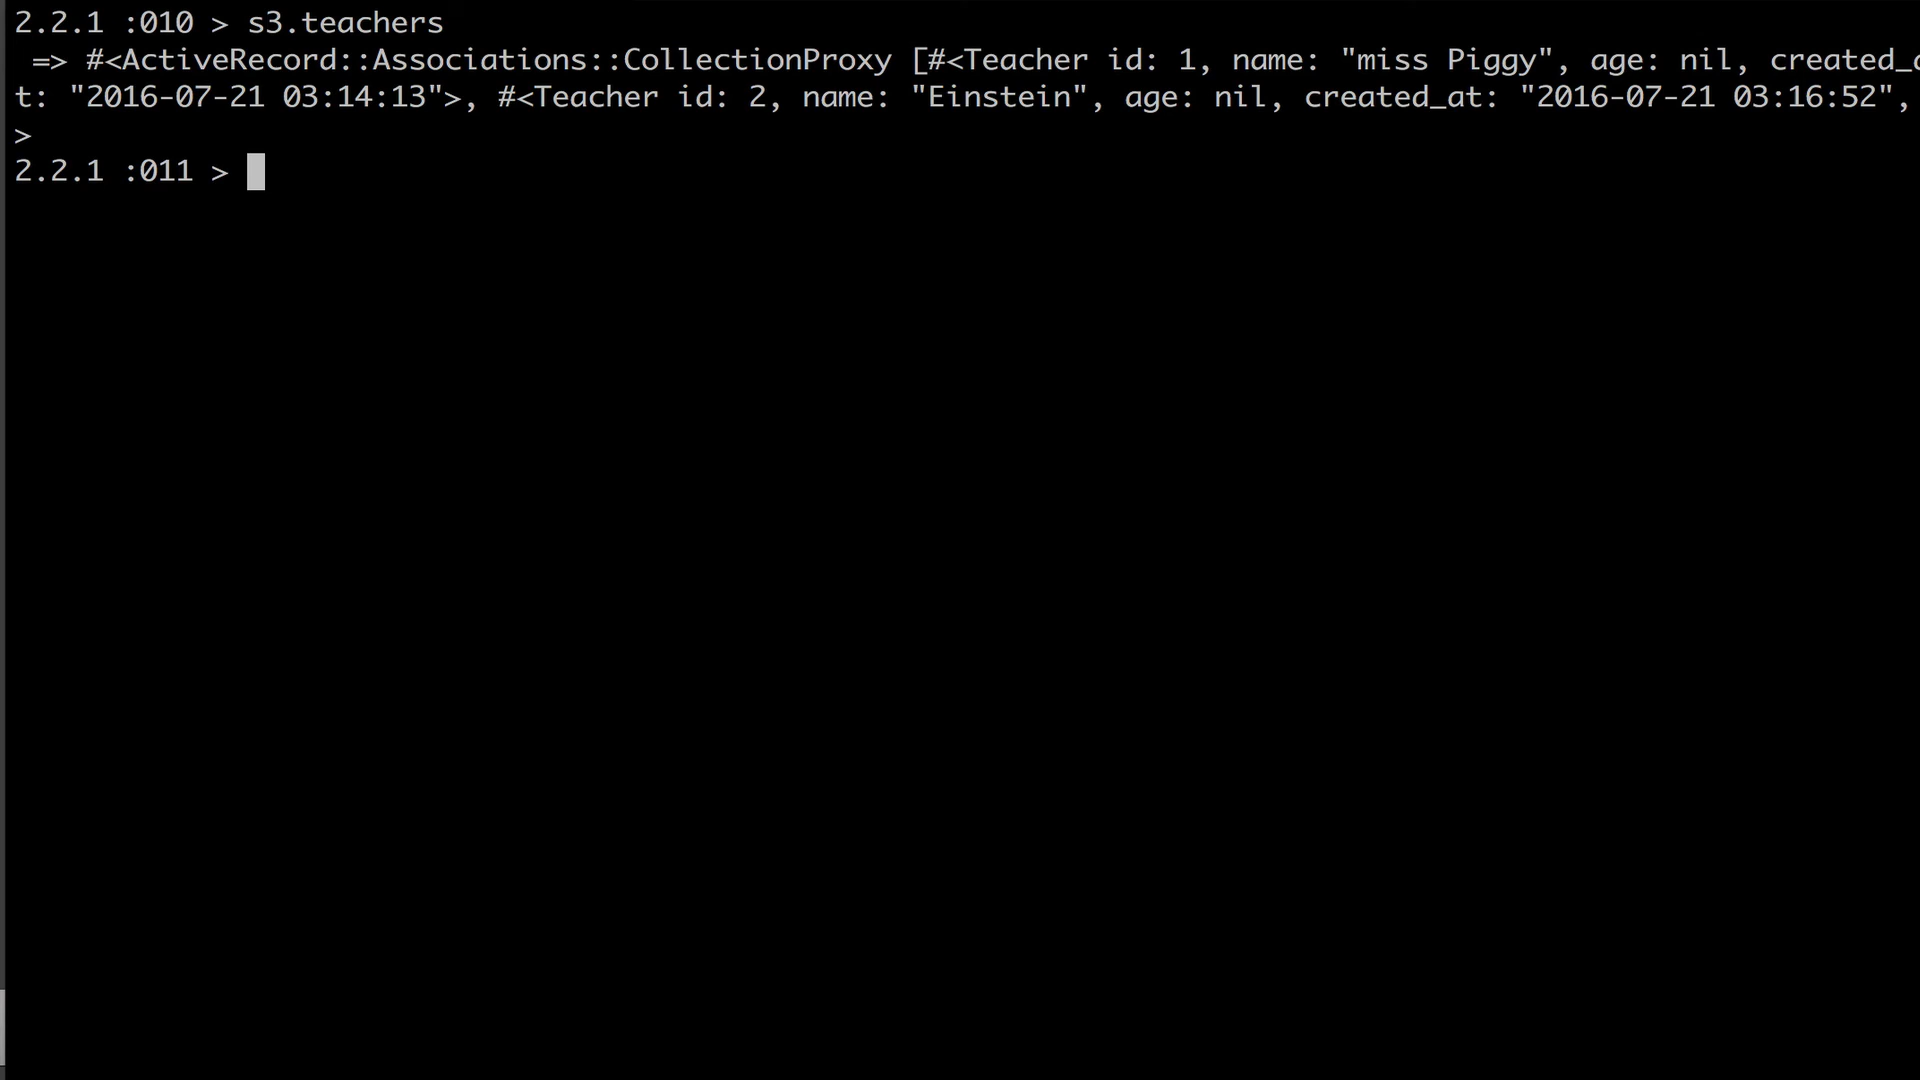 2.2.1 :010 > s3.teachers
 => #<ActiveRecord::Associations::CollectionProxy [#<Teacher id: 1, name: "miss Piggy", age: nil, created_
t: "2016-07-21 03:14:13">, #<Teacher id: 2, name: "Einstein", age: nil, created_at: "2016-07-21 03:16:52",
>
2.2.1 :011 >